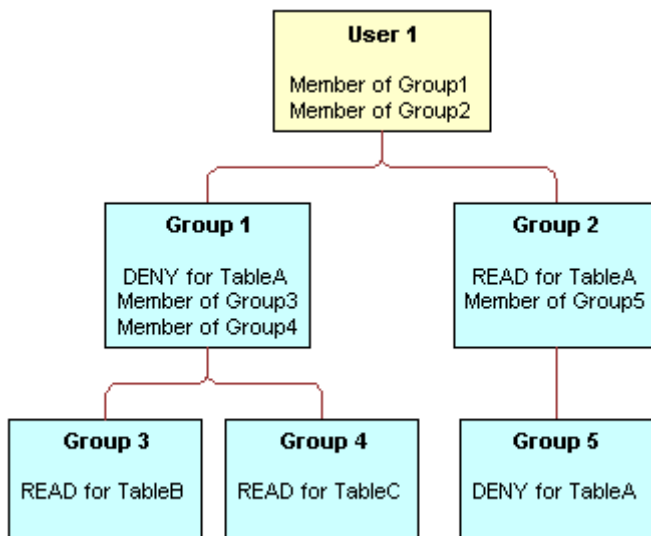 User 1
Member of Group1
Member of Group2
Group 1
DENY for TableA
Member of Group3
Member of Group4
Group 2
READ for TableA
Member of Group5
Group 3
READ for TableB
Group 4
READ for TableC
Group 5
DENY for TableA